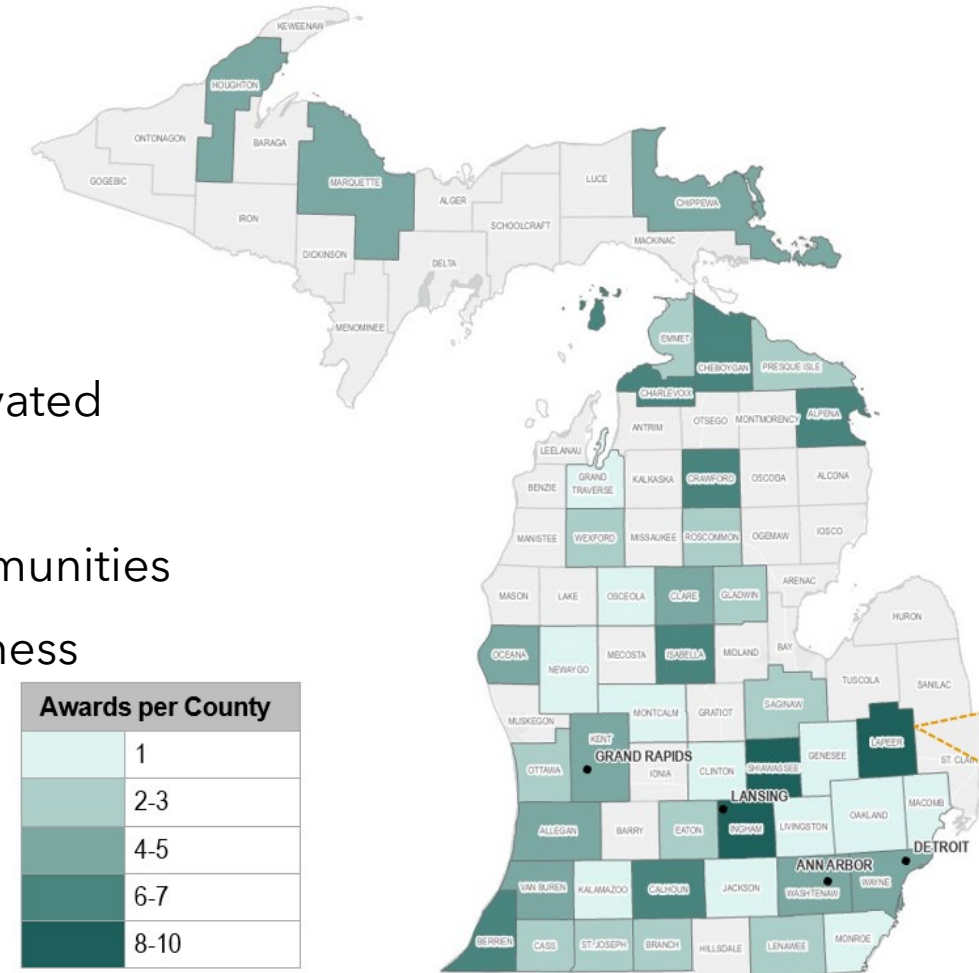 KEWEENAW
HOUGHTON
ONTONAGON
BARAGA
GOGEBIC
MARQUETTE
LUCE
ALGER
CHIPPEWA
IRON
SCHOOLCRAFT
MACKINAC
DICKINSON
DELTA
MENOMINEE
EMMET
CHEBOYGAN
PRESQUE ISLE
vated
CHARLEVOIX
ANTRIM
OTSEGO
MONTMORENCY
ALPENA
LEELANAU
BENZIE
GRAND
TRAVERSE
KALKASKA
CRAWFORD
OSCODA
ALCONA
MANISTEE
WEXFORD
MISSAUKEE
ROSCOMMON
OGEMAW
IOSCO
munities
MASON
LAKE
OSCEOLA
CLARE
GLADWIN
ARENAC
HURON
ness
OCEANA
NEWAYGO
MECOSTA
ISABELLA
MIDLAND
BAY
TUSCOLA
SANILAC
Awards per County
1
2-3
4-5
6-7
8-10
MUSKEGON
MONTCALM
GRATIOT
SAGINAW
KENT
GRAND RAPIDS
OTTAWA
IONIA
CLINTON
SHIAWASSEE
GENESEE
LAPEER
ST. CLAI
LANSING
ALLEGAN
BARRY
EATON
INGHAM
LIVINGSTON
OAKLAND
MACOMB
DETROIT
ANN ARBOR
VAN BUREN
KALAMAZOO
CALHOUN
JACKSON
WASHTENAW
WAYNE
BERRIEN
CASS
ST. JOSEPH
BRANCH
HILLSDALE
LENAWEE
MONROE